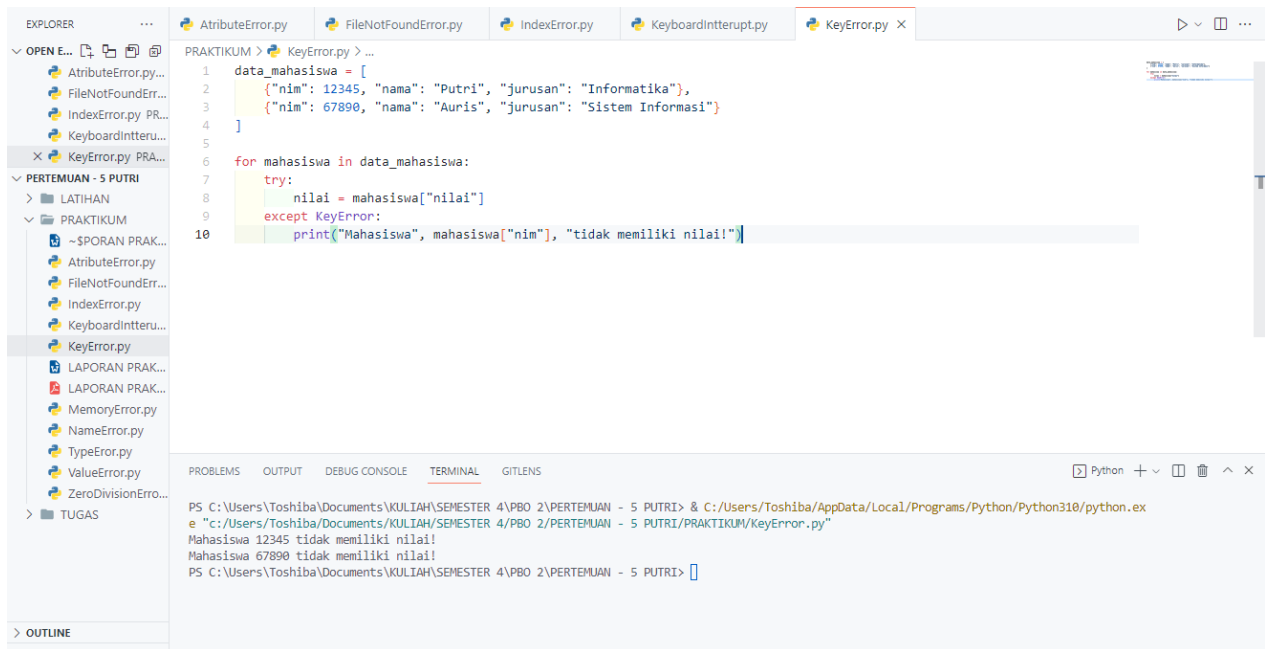 EXPLORER ···
OPEN E...
AtributeError.py...
FileNotFoundErr...
IndexError.py PR...
KeyboardInterru...
KeyError.py PRA...
PERTEMUAN - 5 PUTRI
LATIHAN
PRAKTIKUM
~$PORAN PRAK...
AtributeError.py
FileNotFoundErr...
IndexError.py
KeyboardIntteru...
KeyError.py
LAPORAN PRAK...
LAPORAN PRAK...
MemoryError.py
NameError.py
TypeEror.py
ValueError.py
ZeroDivisionErro...
TUGAS
OUTLINE
AtributeError.py FileNotFoundError.py IndexError.py KeyboardIntterupt.py KeyError.py
PRAKTIKUM > KeyError.py > ...
1 data_mahasiswa = [
2 {"nim": 12345, "nama": "Putri", "jurusan": "Informatika"},
3 {"nim": 67890, "nama": "Auris", "jurusan": "Sistem Informasi"}
4 ]
5
6 for mahasiswa in data_mahasiswa:
7 try:
8 nilai = mahasiswa["nilai"]
9 except KeyError:
10 print("Mahasiswa", mahasiswa["nim"], "tidak memiliki nilai!")
PROBLEMS OUTPUT DEBUG CONSOLE TERMINAL GITLENS Python
PS C:\Users\Toshiba\Documents\KULIAH\SEMESTER 4\PBO 2\PERTEMUAN - 5 PUTRI> & C:/Users/Toshiba/AppData/Local/Programs/Python/Python310/python.ex
e "c:/Users/Toshiba/Documents/KULIAH/SEMESTER 4/PBO 2/PERTEMUAN - 5 PUTRI/PRAKTIKUM/KeyError.py"
Mahasiswa 12345 tidak memiliki nilai!
Mahasiswa 67890 tidak memiliki nilai!
PS C:\Users\Toshiba\Documents\KULIAH\SEMESTER 4\PBO 2\PERTEMUAN - 5 PUTRI>